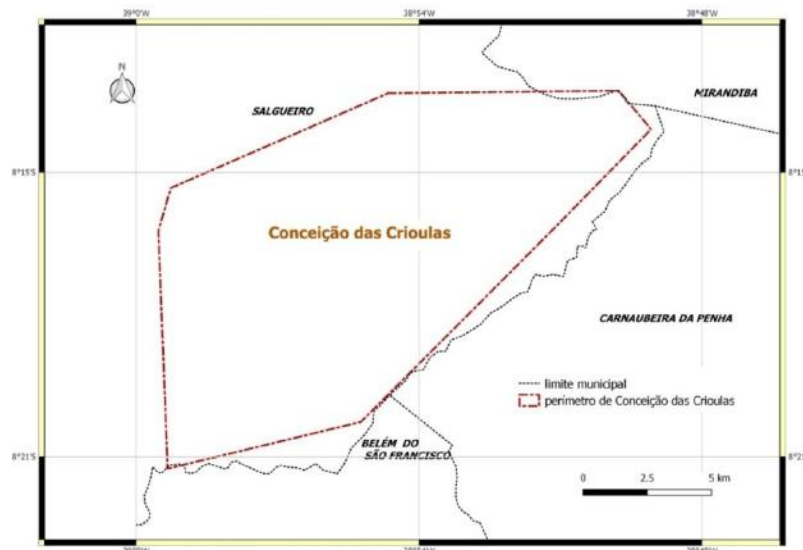 39°0'W 38°54'W 38°48'W
N
MIRANDIBA
SALGUEIRO
8°15'S
Conceição das Crioulas
CARNAUBEIRA DA PENHA
limite municipal
perímetro de Conceição das Crioulas
BELÉM DO
SÃO FRANCISCO
8°21'S
0 2.5 5 km